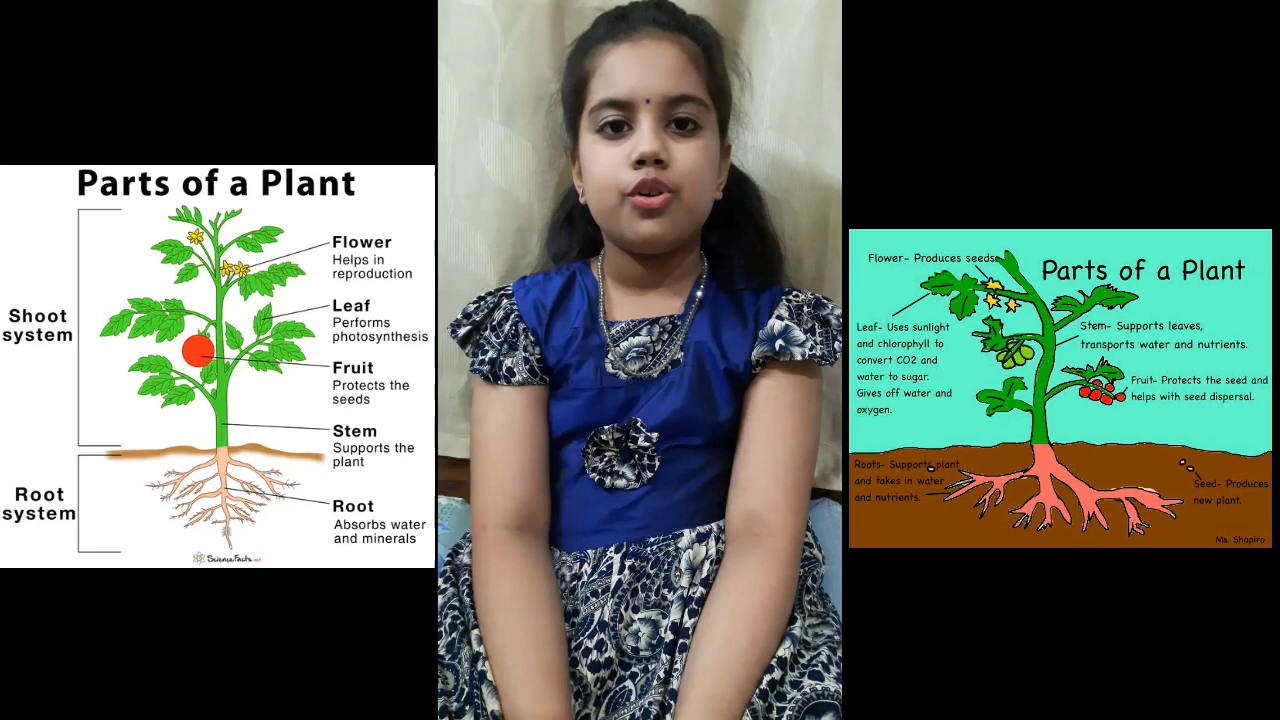 Parts of a Plant
Shoot
system
Flower
Helps in
reproduction
Leaf
Performs
photosynthesis
Fruit
Protects the
seeds
Stem
Supports the
plant
Root
system
Root
Absorbs water
and minerals
ScienceFacts.net
Flower- Produces seeds.
Parts of a Plant
Leaf- Uses sunlight
and chlorophyll to
convert CO2 and
water to sugar.
Gives off water and
oxygen.
Stem- Supports leaves,
transports water and nutrients.
Fruit- Protects the seed and
helps with seed dispersal.
Roots- Supports plant
and takes in water
and nutrients.
Seed- Produces
new plant.
Ms. Shapiro